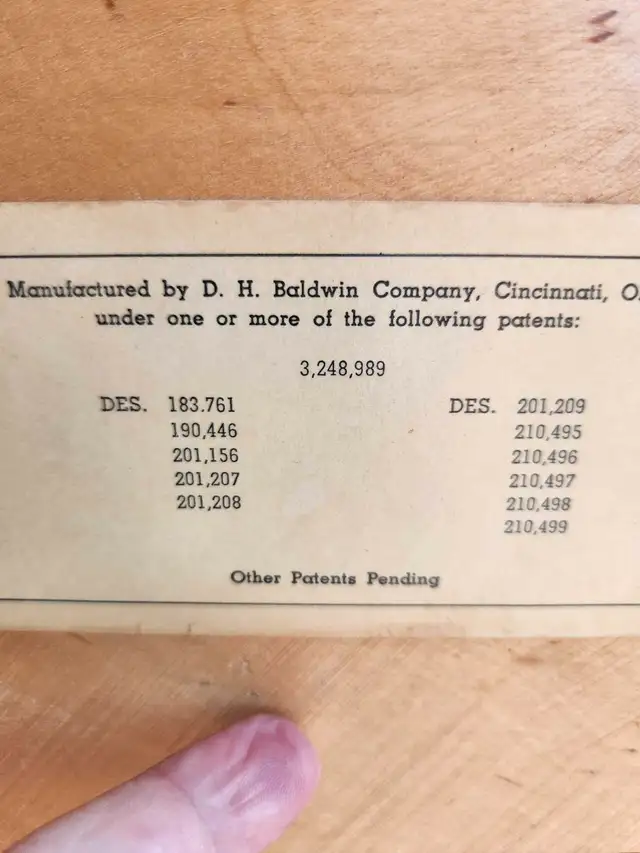 Manufactured by D. H. Baldwin Company, Cincinnati, O.
under one or more of the following patents:
3,248,989
DES. 183.761 DES. 201,209
190,446 210,495
201,156 210,496
201,207 210,497
201,208 210,498
210,499
Other Patents Pending